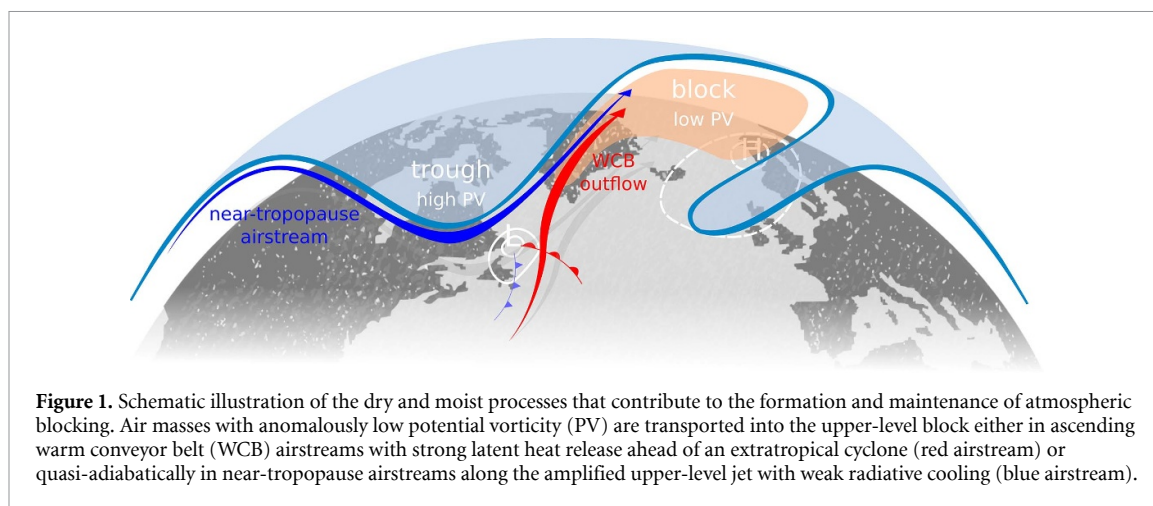 block
low PV
trough
high PV
WCB
outflow
near-tropopause
airstream
L
H
Figure 1. Schematic illustration of the dry and moist processes that contribute to the formation and maintenance of atmospheric
blocking. Air masses with anomalously low potential vorticity (PV) are transported into the upper-level block either in ascending
warm conveyor belt (WCB) airstreams with strong latent heat release ahead of an extratropical cyclone (red airstream) or
quasi-adiabatically in near-tropopause airstreams along the amplified upper-level jet with weak radiative cooling (blue airstream).